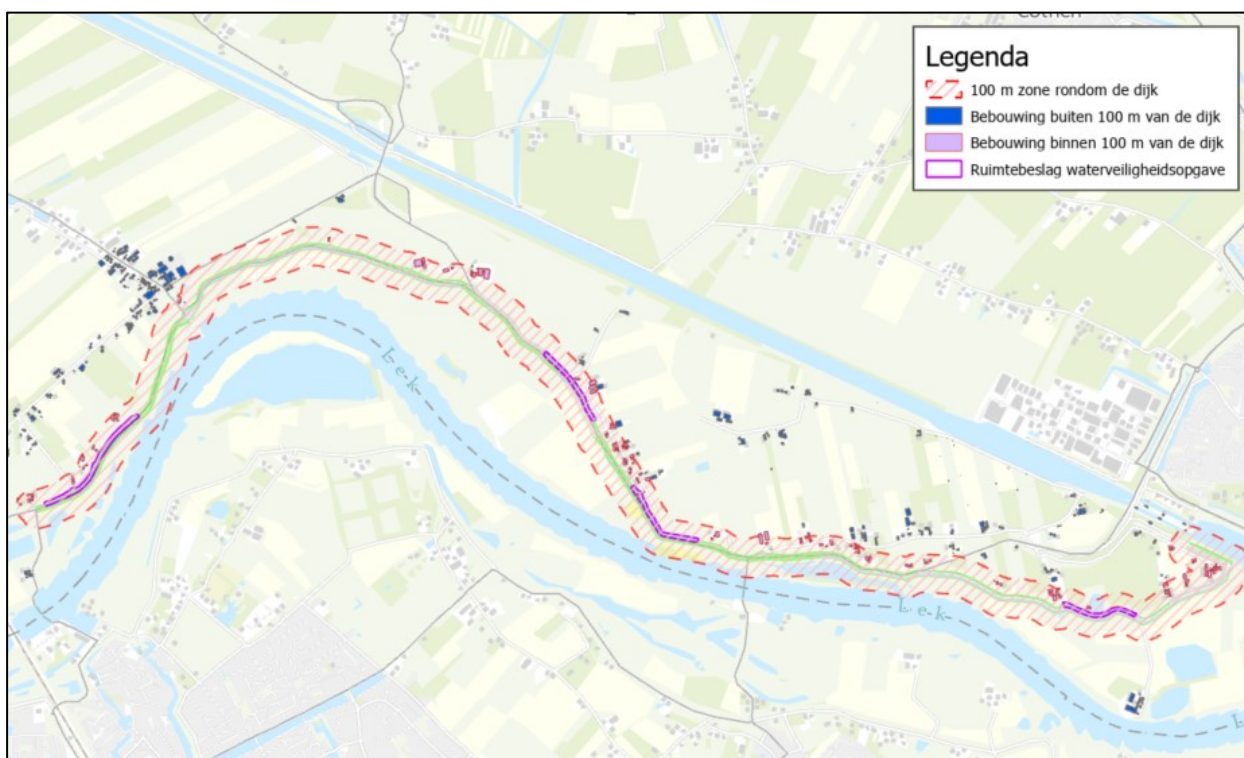 Cothen
Legenda
100 m zone rondom de dijk
Bebouwing buiten 100 m van de dijk
Bebouwing binnen 100 m van de dijk
Ruimtebeslag waterveiligheidsopgave
Lek
Lek
L